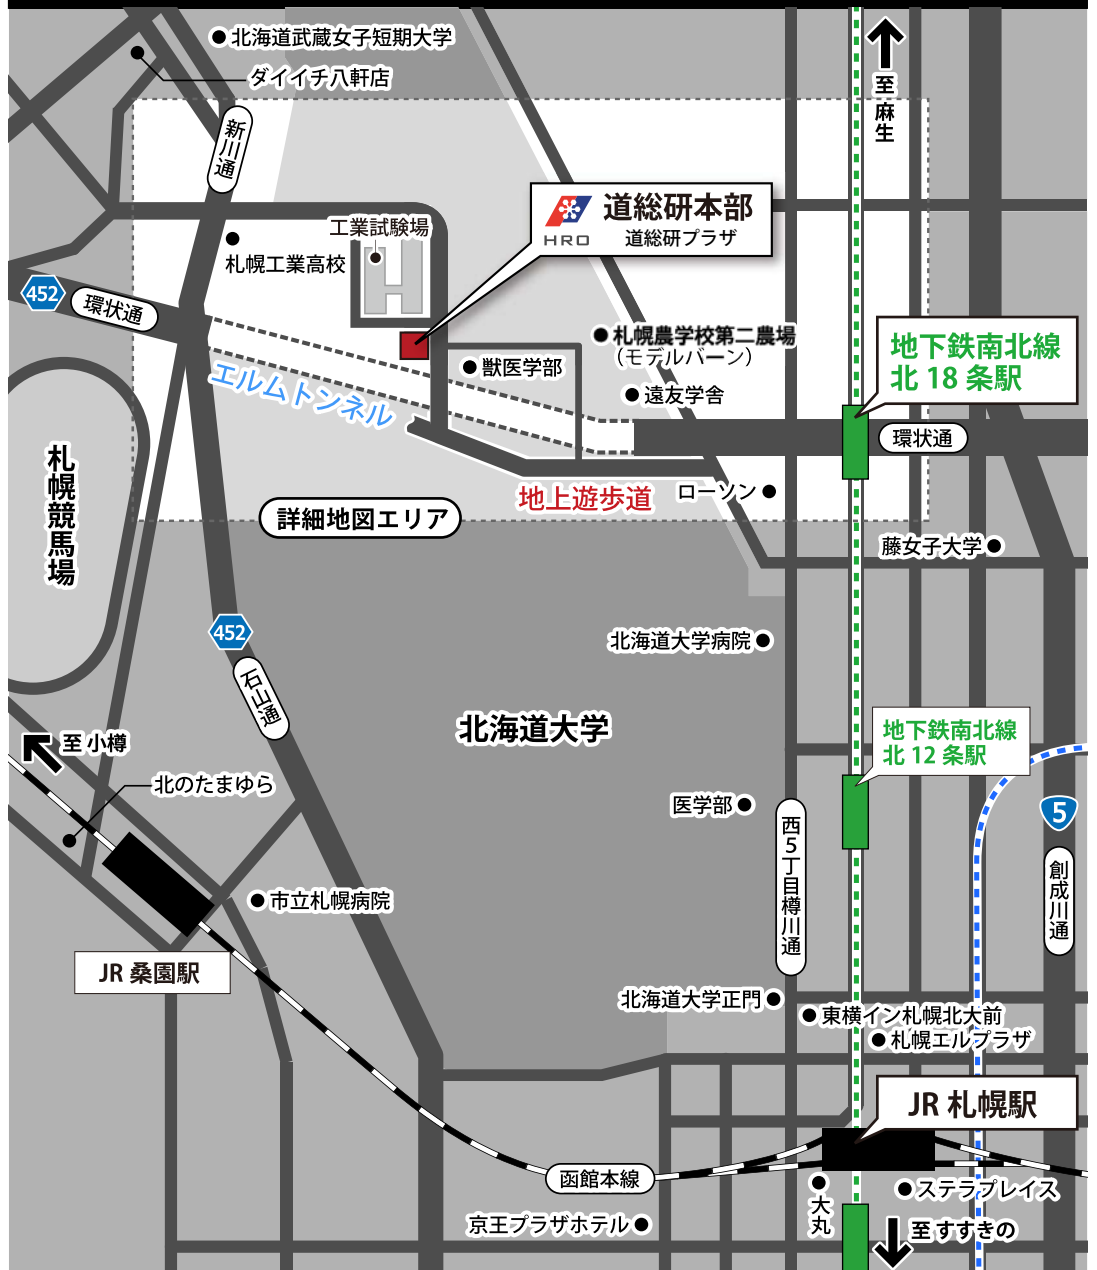 北海道武蔵女子短期大学
ダイイチ八軒店
至 麻生
新川通
道総研本部
HRO
道総研プラザ
工業試験場
札幌工業高校
452
環状通
札幌農学校第二農場
（モデルバーン）
地下鉄南北線
北 18 条駅
獣医学部
エルムトンネル
遠友学舎
環状通
札幌競馬場
地上遊歩道
ローソン
詳細地図エリア
藤女子大学
452
北海道大学病院
石山通
北海道大学
地下鉄南北線
北 12 条駅
至 小樽
北のたまゆら
医学部
5
西5丁目樽川通
創成川通
市立札幌病院
JR 桑園駅
北海道大学正門
東横イン札幌北大前
札幌エルプラザ
JR 札幌駅
函館本線
大丸
ステラプレイス
京王プラザホテル
至 すすきの